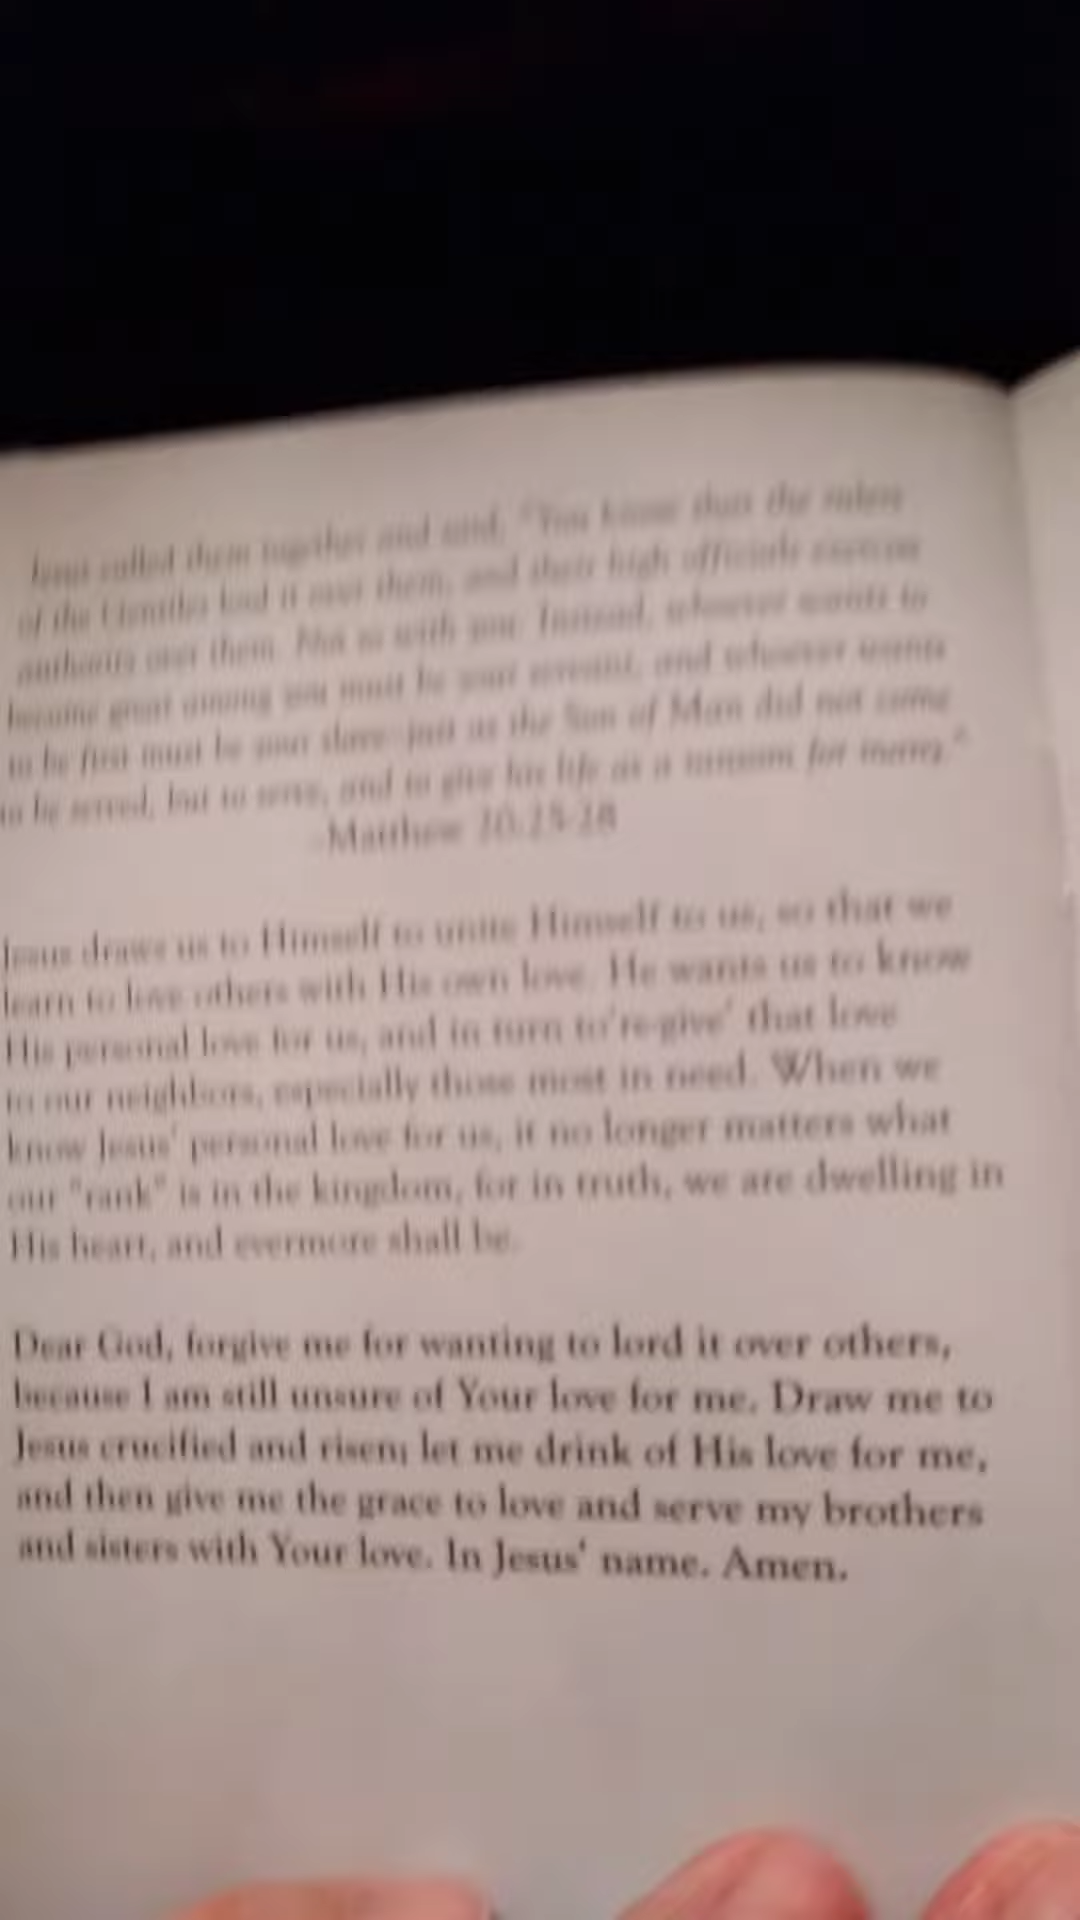 Jesus called them together and said, "You know that the rulers
of the Gentiles lord it over them, and their high officials exercise
authority over them. Not so with you. Instead, whoever wants to
become great among you must be your servant, and whoever wants
to be first must be your slave-just as the Son of Man did not come
to be served, but to serve, and to give his life as a ransom for many."
-Matthew 20:25-28
Jesus draws us to Himself to unite Himself to us, so that we
learn to love others with His own love. He wants us to know
His personal love for us, and in turn to 're-give' that love
to our neighbors, especially those most in need. When we
know Jesus' personal love for us, it no longer matters what
our "rank" is in the kingdom, for in truth, we are dwelling in
His heart, and evermore shall be.
Dear God, forgive me for wanting to lord it over others,
because I am still unsure of Your love for me. Draw me to
Jesus crucified and risen; let me drink of His love for me,
and then give me the grace to love and serve my brothers
and sisters with Your love. In Jesus' name. Amen.